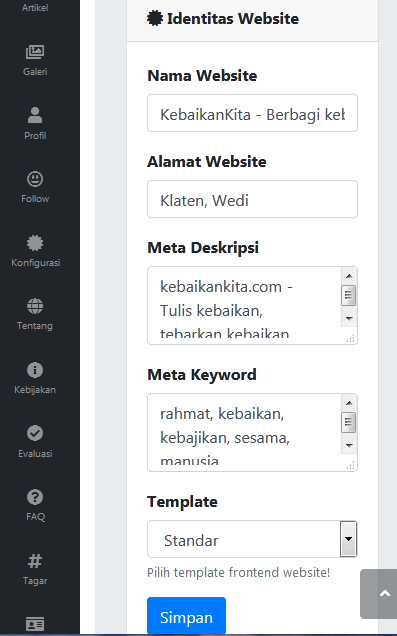 Artikel
Galeri
Profil
Follow
Konfigurasi
Tentang
Kebijakan
Evaluasi
FAQ
Tagar
Identitas Website
Nama Website
KebaikanKita - Berbagi keb
Alamat Website
Klaten, Wedi
Meta Deskripsi
kebaikankita.com -
Tulis kebaikan,
tebarkan kebaikan
Meta Keyword
rahmat, kebaikan,
kebajikan, sesama,
manusia
Template
Standar
Pilih template frontend website!
Simpan